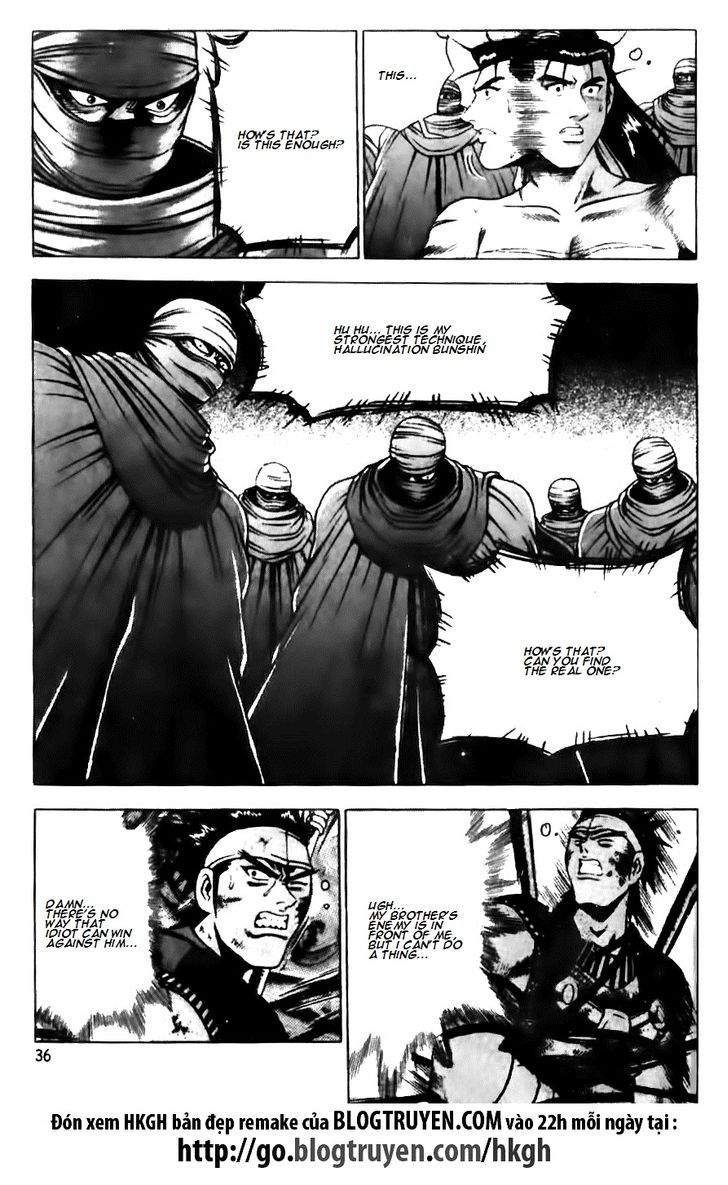 HOW'S THAT?
IS THIS ENOUGH?
THIS...
HU HU... THIS IS MY
STRONGEST TECHNIQUE,
HALLUCINATION BUNSHIN
HOW'S THAT?
CAN YOU FIND
THE REAL ONE?
DAMN...
THERE'S NO
WAY THAT
IDIOT CAN WIN
AGAINST HIM...
UGH...
MY BROTHER'S
ENEMY IS IN
FRONT OF ME,
BUT I CAN'T DO
A THING...
36
Đón xem HKGH bản đẹp remake của BLOGTRUYEN.COM vào 22h mỗi ngày tại :
http://go.blogtruyen.com/hkgh